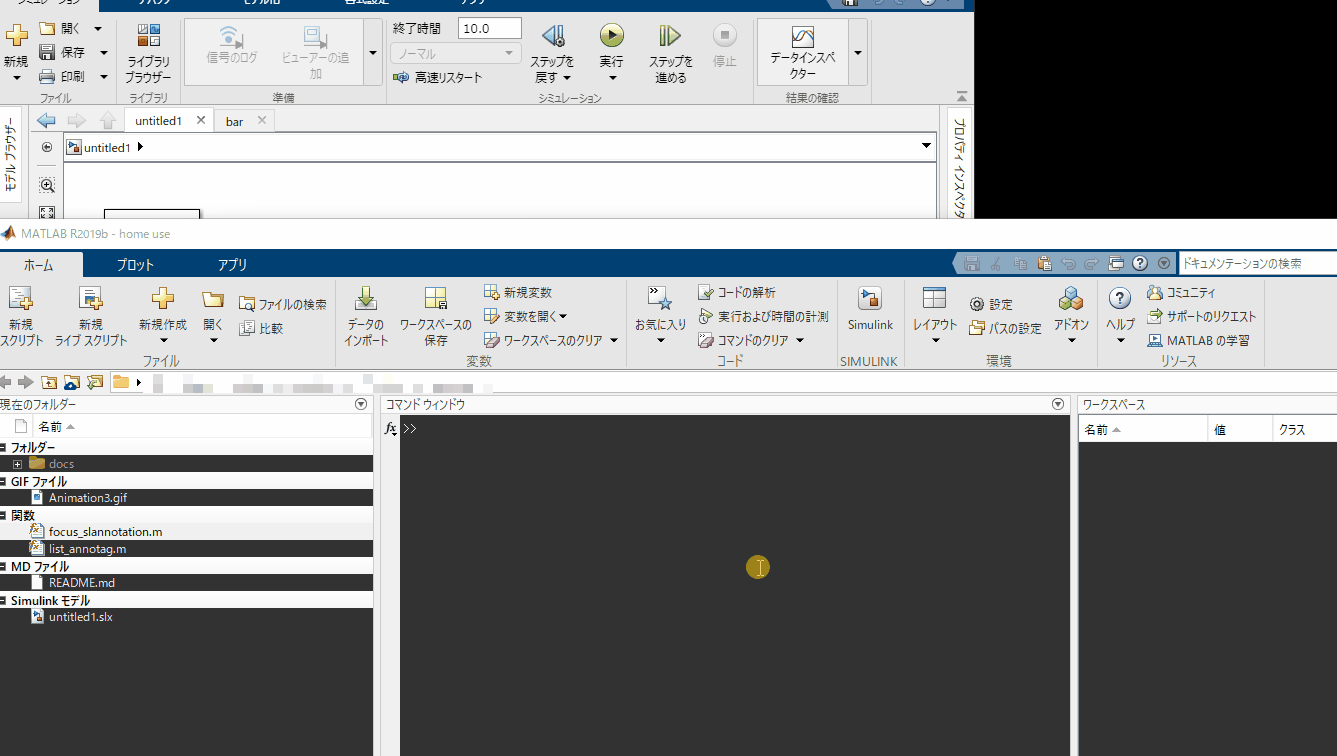 開く
終了時間 10.0
保存
信号のログ
ビューアーの追加
ノーマル
新規
ライブラリ ブラウザー
ステップを戻す
実行
ステップを進める
停止
データ インスペクター
印刷
高速リスタート
ファイル
ライブラリ
準備
シミュレーション
結果の確認
モデル ブラウザー
untitled1
bar
プロパティ インスペクター
untitled1
MATLAB R2019b - home use
ホーム
プロット
アプリ
ドキュメンテーションの検索
新規 スクリプト
新規 ライブ スクリプト
新規作成
開く
ファイルの検索
比較
データの インポート
ワークスペースの 保存
新規変数
変数を開く
ワークスペースのクリア
お気に入り
コードの解析
実行および時間の計測
コマンドのクリア
Simulink
レイアウト
設定
パスの設定
アドオン
ヘルプ
コミュニティ
サポートのリクエスト
MATLAB の学習
ファイル
変数
コード
SIMULINK
環境
リソース
現在のフォルダー
コマンド ウィンドウ
ワークスペース
名前
fx >>
名前
値
クラス
フォルダー
docs
GIF ファイル
Animation3.gif
関数
focus_slannotation.m
list_annotag.m
MD ファイル
README.md
Simulink モデル
untitled1.slx